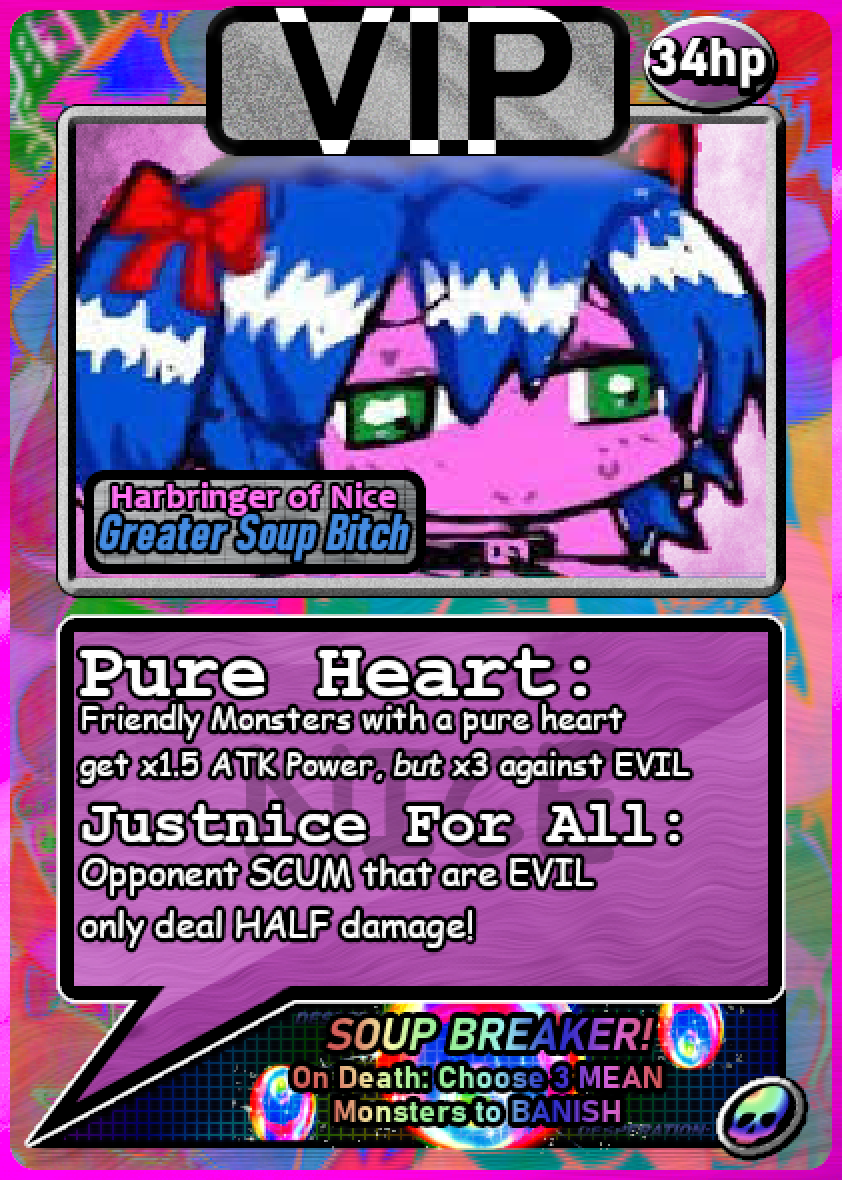 VIP
34hp
Harbringer of Nice
Greater Soup Bitch
Pure Heart:
Friendly Monsters with a pure heart
get x1.5 ATK Power, but x3 against EVIL
NICE
Justnice For All:
Opponent SCUM that are EVIL
only deal HALF damage!
SOUP BREAKER!
On Death: Choose 3 MEAN
Monsters to BANISH
DESPERATION: